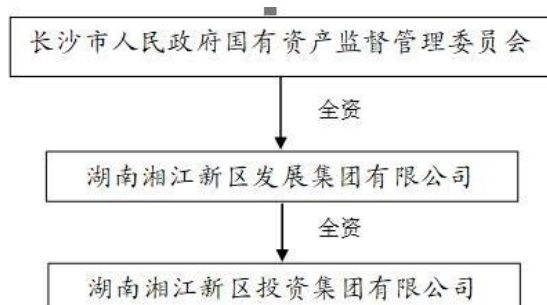 长沙市人民政府国有资产监督管理委员会
全资
湖南湘江新区发展集团有限公司
全资
湖南湘江新区投资集团有限公司